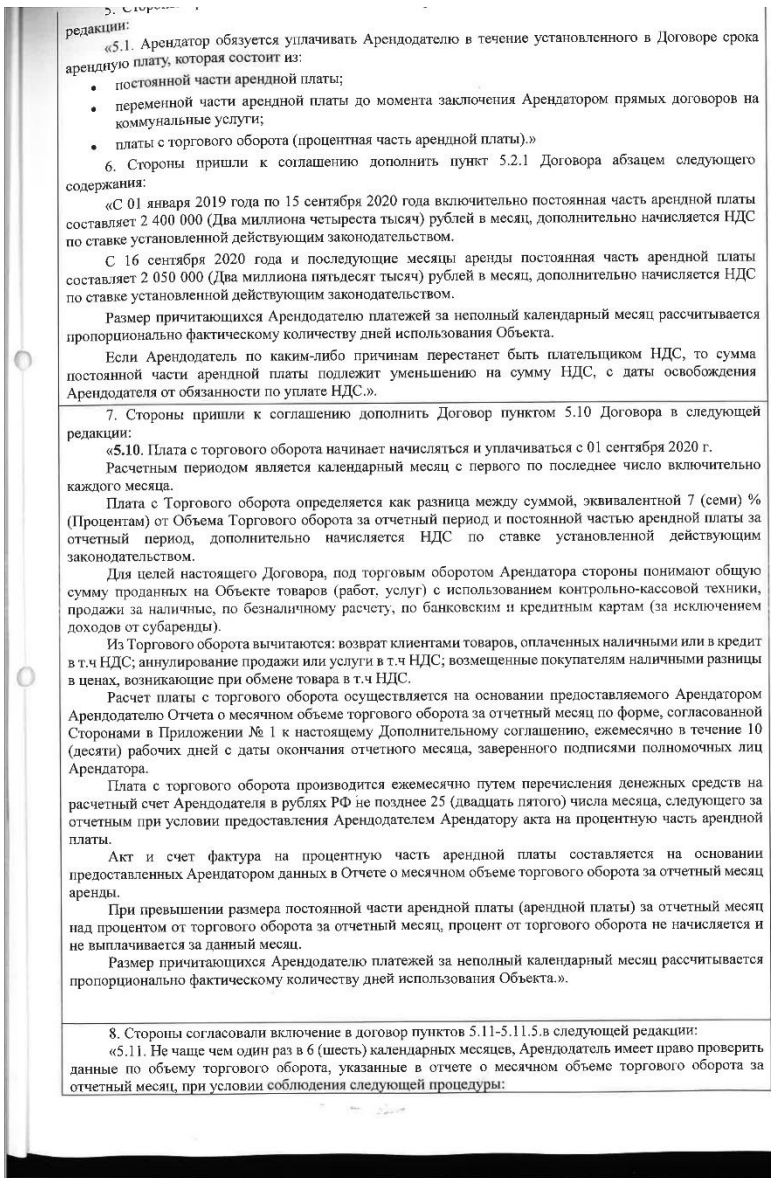 редакции:
«5.1. Арендатор обязуется уплачивать Арендодателю в течение установленного в Договоре срока
арендную плату, которая состоит из:
• постоянной части арендной платы;
• переменной части арендной платы до момента заключения Арендатором прямых договоров на
коммунальные услуги;
• платы с торгового оборота (процентная часть арендной платы).»
6. Стороны пришли к соглашению дополнить пункт 5.2.1 Договора абзацем следующего
содержания:
«С 01 января 2019 года по 15 сентября 2020 года включительно постоянная часть арендной платы
составляет 2 400 000 (Два миллиона четыреста тысяч) рублей в месяц, дополнительно начисляется НДС
по ставке установленной действующим законодательством.
С 16 сентября 2020 года и последующие месяцы аренды постоянная часть арендной платы
составляет 2 050 000 (Два миллиона пятьдесят тысяч) рублей в месяц, дополнительно начисляется НДС
по ставке установленной действующим законодательством.
Размер причитающихся Арендодателю платежей за неполный календарный месяц рассчитывается
пропорционально фактическому количеству дней использования Объекта.
Если Арендодатель по каким-либо причинам перестанет быть плательщиком НДС, то сумма
постоянной части арендной платы подлежит уменьшению на сумму НДС, с даты освобождения
Арендодателя от обязанности по уплате НДС.».
7. Стороны пришли к соглашению дополнить Договор пунктом 5.10 Договора в следующей
редакции:
«5.10. Плата с торгового оборота начинает начисляться и уплачиваться с 01 сентября 2020 г.
Расчетным периодом является календарный месяц с первого по последнее число включительно
каждого месяца.
Плата с Торгового оборота определяется как разница между суммой, эквивалентной 7 (семи) %
(Процентам) от Объема Торгового оборота за отчетный период и постоянной частью арендной платы за
отчетный период, дополнительно начисляется НДС по ставке установленной действующим
законодательством.
Для целей настоящего Договора, под торговым оборотом Арендатора стороны понимают общую
сумму проданных на Объекте товаров (работ, услуг) с использованием контрольно-кассовой техники,
продажи за наличные, по безналичному расчету, по банковским и кредитным картам (за исключением
доходов от субаренды).
Из Торгового оборота вычитаются: возврат клиентами товаров, оплаченных наличными или в кредит
в т.ч НДС; аннулирование продажи или услуги в т.ч НДС; возмещенные покупателям наличными разницы
в ценах, возникающие при обмене товара в т.ч НДС.
Расчет платы с торгового оборота осуществляется на основании предоставляемого Арендатором
Арендодателю Отчета о месячном объеме торгового оборота за отчетный месяц по форме, согласованной
Сторонами в Приложении № 1 к настоящему Дополнительному соглашению, ежемесячно в течение 10
(десяти) рабочих дней с даты окончания отчетного месяца, заверенного подписями полномочных лиц
Арендатора.
Плата с торгового оборота производится ежемесячно путем перечисления денежных средств на
расчетный счет Арендодателя в рублях РФ не позднее 25 (двадцать пятого) числа месяца, следующего за
отчетным при условии предоставления Арендодателем Арендатору акта на процентную часть арендной
платы.
Акт и счет фактура на процентную часть арендной платы составляется на основании
предоставленных Арендатором данных в Отчете о месячном объеме торгового оборота за отчетный месяц
аренды.
При превышении размера постоянной части арендной платы (арендной платы) за отчетный месяц
над процентом от торгового оборота за отчетный месяц, процент от торгового оборота не начисляется и
не выплачивается за данный месяц.
Размер причитающихся Арендодателю платежей за неполный календарный месяц рассчитывается
пропорционально фактическому количеству дней использования Объекта.».
8. Стороны согласовали включение в договор пунктов 5.11-5.11.5.в следующей редакции:
«5.11. Не чаще чем один раз в 6 (шесть) календарных месяцев, Арендодатель имеет право проверить
данные по объему торгового оборота, указанные в отчете о месячном объеме торгового оборота за
отчетный месяц, при условии соблюдения следующей процедуры: